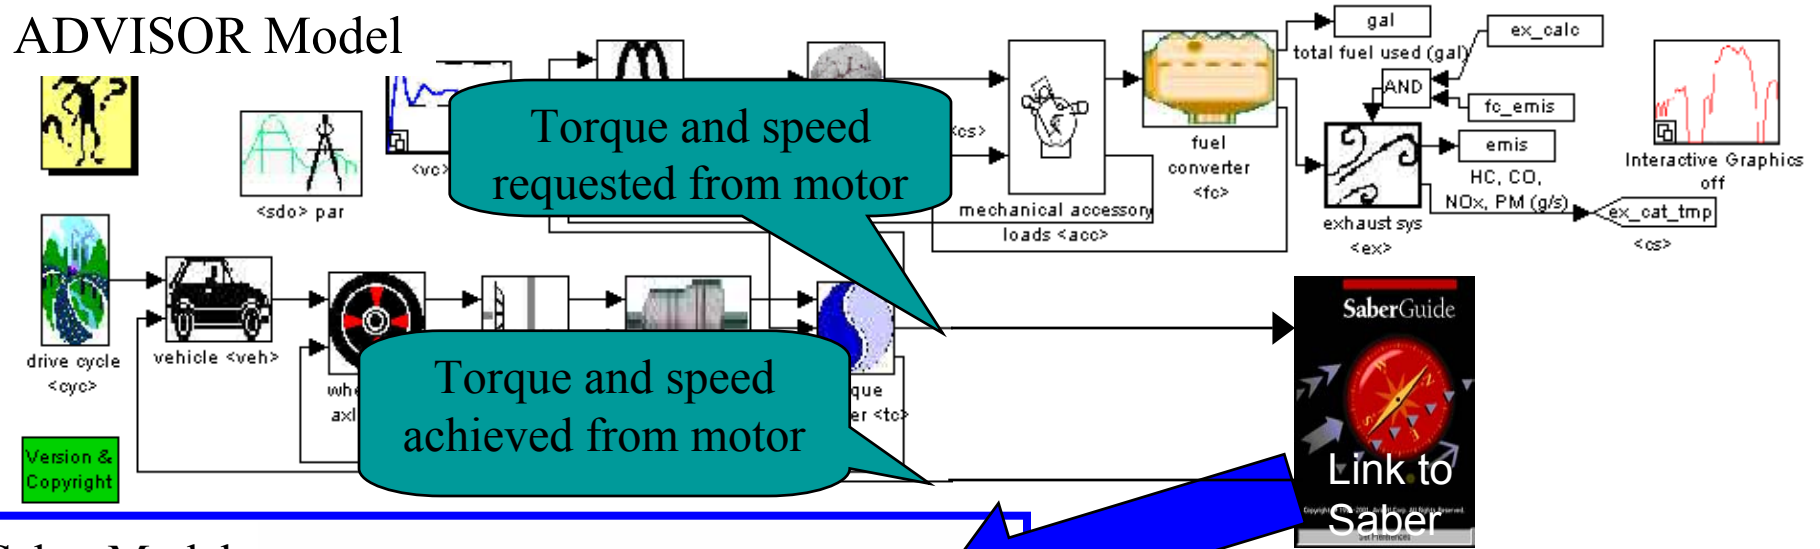 ADVISOR Model
gal
total fuel used (gal)
ex_calc
AND
fc_emis
emis
HC, CO,
NOx, PM (g/s)
ex_cat_tmp
<cs>
Interactive Graphics
off
<sdo> par
<vc>
Torque and speed
requested from motor
<cs>
mechanical accessory
loads <acc>
fuel
converter
<fc>
exhaust sys
<ex>
drive cycle
<cyc>
vehicle <veh>
Torque and speed
achieved from motor
<tc>
SaberGuide
Link to
Saber
Version &
Copyright